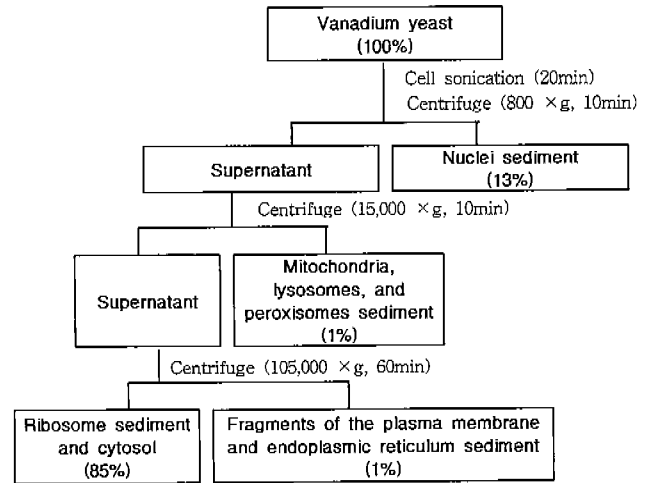 Vanadium yeast
(100%)
Cell sonication (20min)
Centrifuge (800 ×g, 10min)
Supernatant
Nuclei sediment
(13%)
Centrifuge (15,000 ×g, 10min)
Supernatant
Mitochondria,
lysosomes, and
peroxisomes sediment
(1%)
Centrifuge (105,000 ×g, 60min)
Ribosome sediment
and cytosol
(85%)
Fragments of the plasma membrane
and endoplasmic reticulum sediment
(1%)